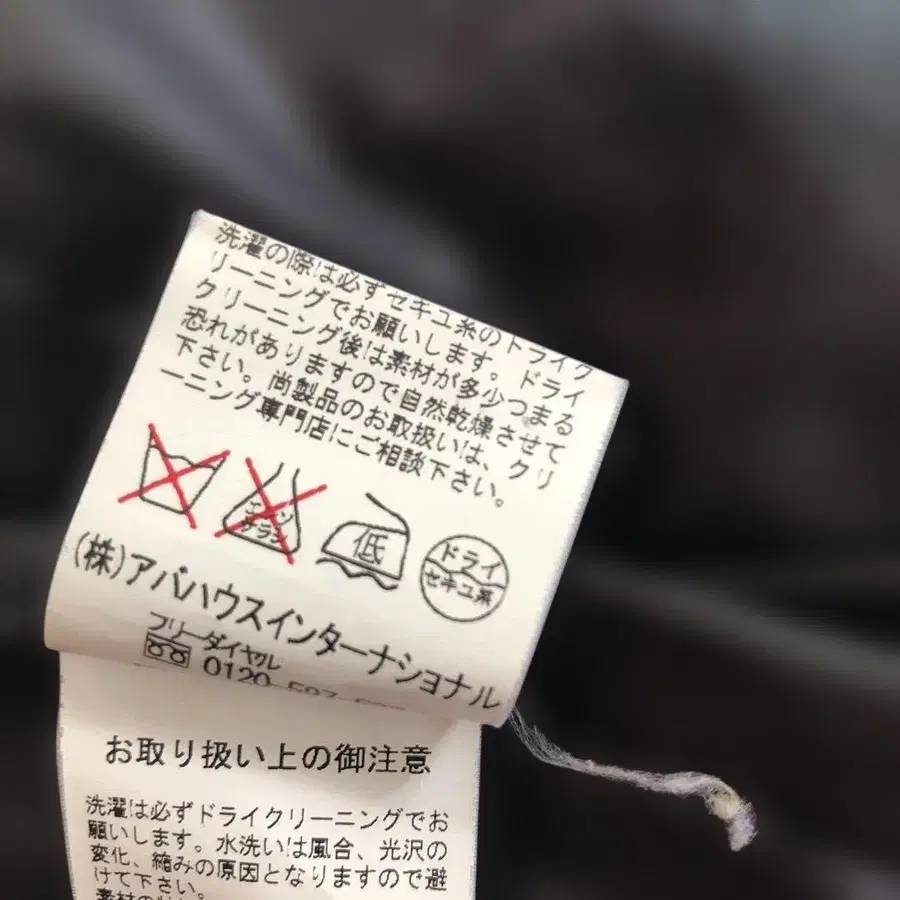 洗濯の際は必ずセキュ系のドライク
リーニングでお願いします。ドライ
クリーニング後は素材が多少つまる
恐れがありますので自然乾燥させて
下さい。尚製品のお取扱いは、クリ
ーニング専門店にご相談下さい。
エンソ
サラシ
低
ドライ
セキユ系
(株)アバハウスインターナショナル
フリーダイヤル
0120
お取り扱い上の御注意
洗濯は必ずドライクリーニングでお
願いします。水洗いは風合、光沢の
変化、縮みの原因となりますので避
けて下さい。